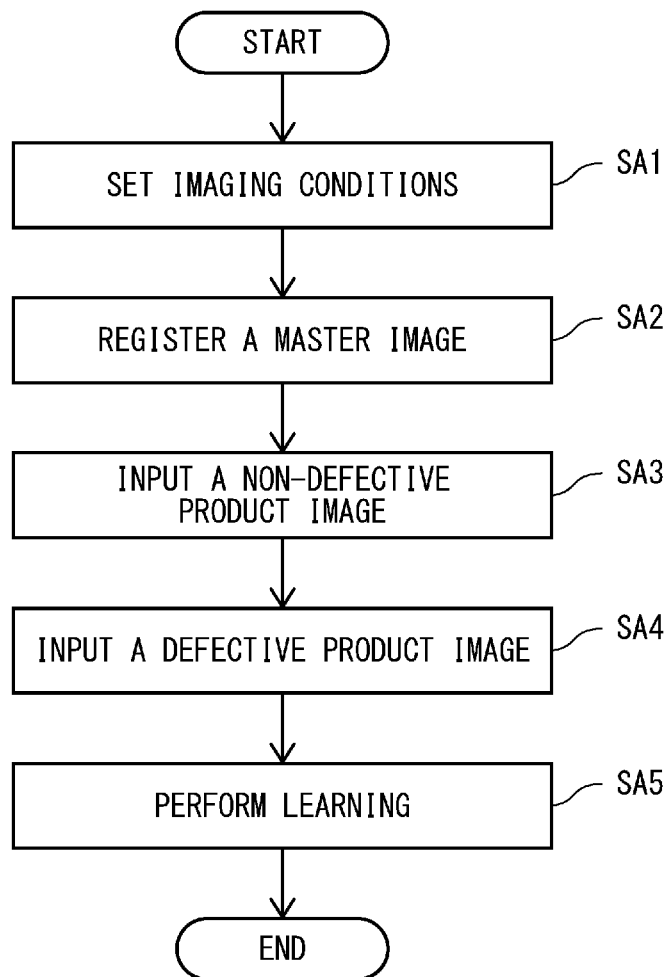 START
SET IMAGING CONDITIONS
SA1
REGISTER A MASTER IMAGE
SA2
INPUT A NON-DEFECTIVE
PRODUCT IMAGE
SA3
INPUT A DEFECTIVE PRODUCT IMAGE
SA4
PERFORM LEARNING
SA5
END